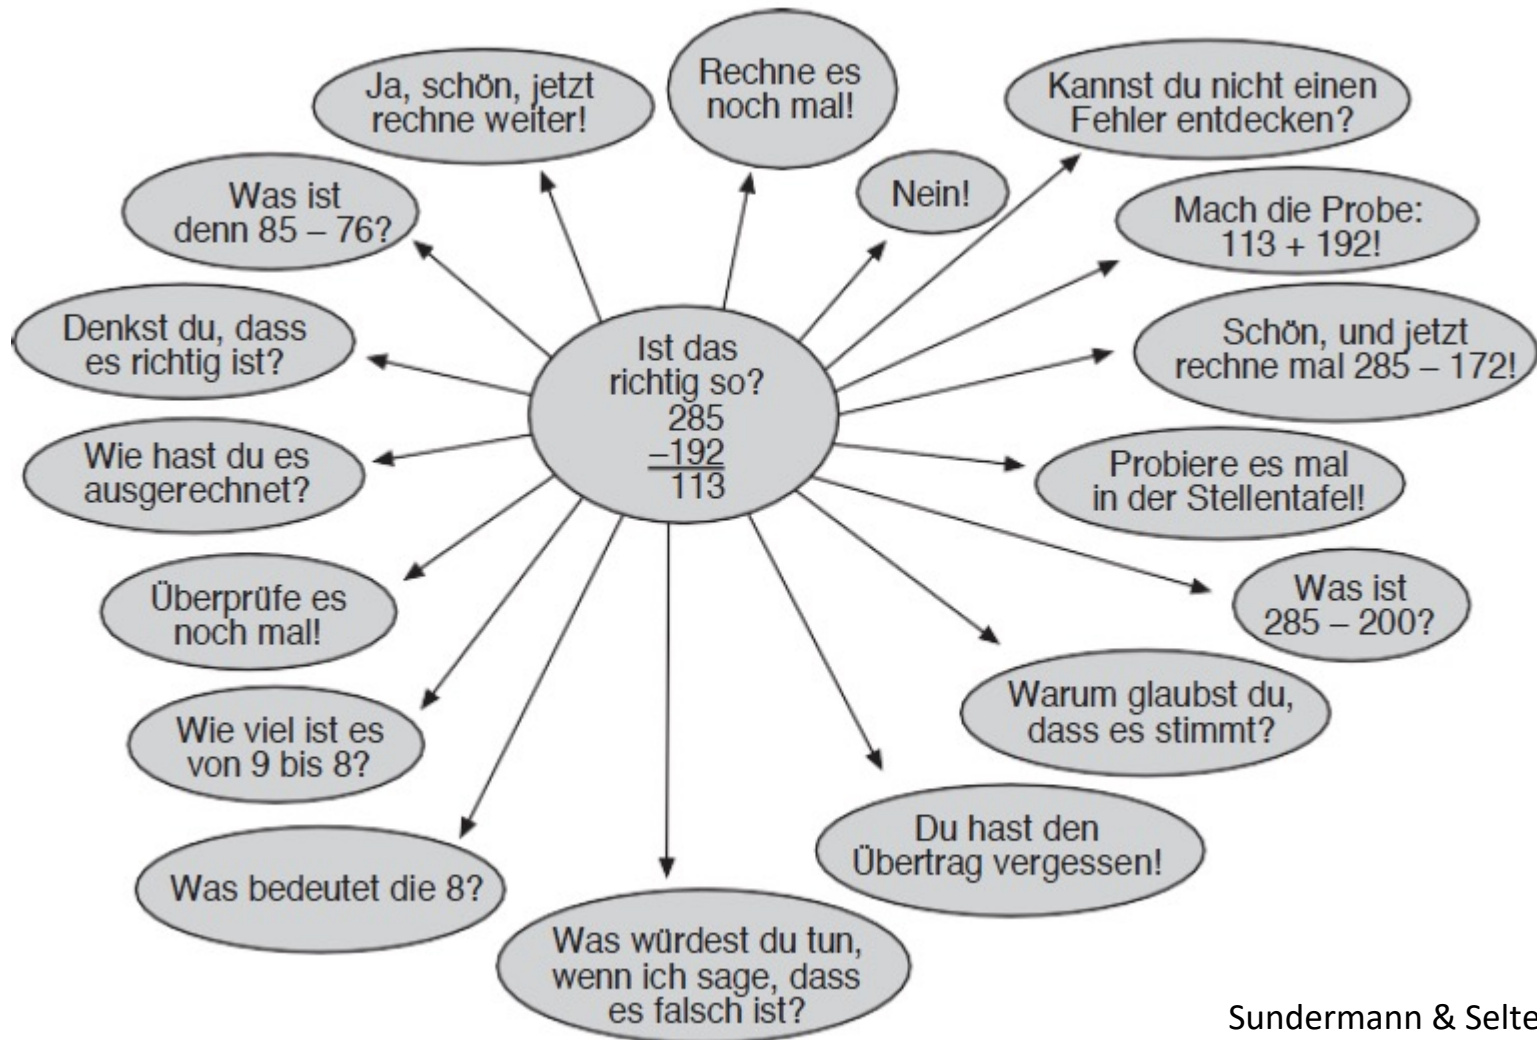 Ist das
richtig so?
285
–192
113
Ja, schön, jetzt
rechne weiter!
Rechne es
noch mal!
Nein!
Kannst du nicht einen
Fehler entdecken?
Mach die Probe:
113 + 192!
Schön, und jetzt
rechne mal 285 – 172!
Probiere es mal
in der Stellentafel!
Was ist
285 – 200?
Warum glaubst du,
dass es stimmt?
Du hast den
Übertrag vergessen!
Was würdest du tun,
wenn ich sage, dass
es falsch ist?
Was bedeutet die 8?
Wie viel ist es
von 9 bis 8?
Überprüfe es
noch mal!
Wie hast du es
ausgerechnet?
Denkst du, dass
es richtig ist?
Was ist
denn 85 – 76?
Sundermann & Selte